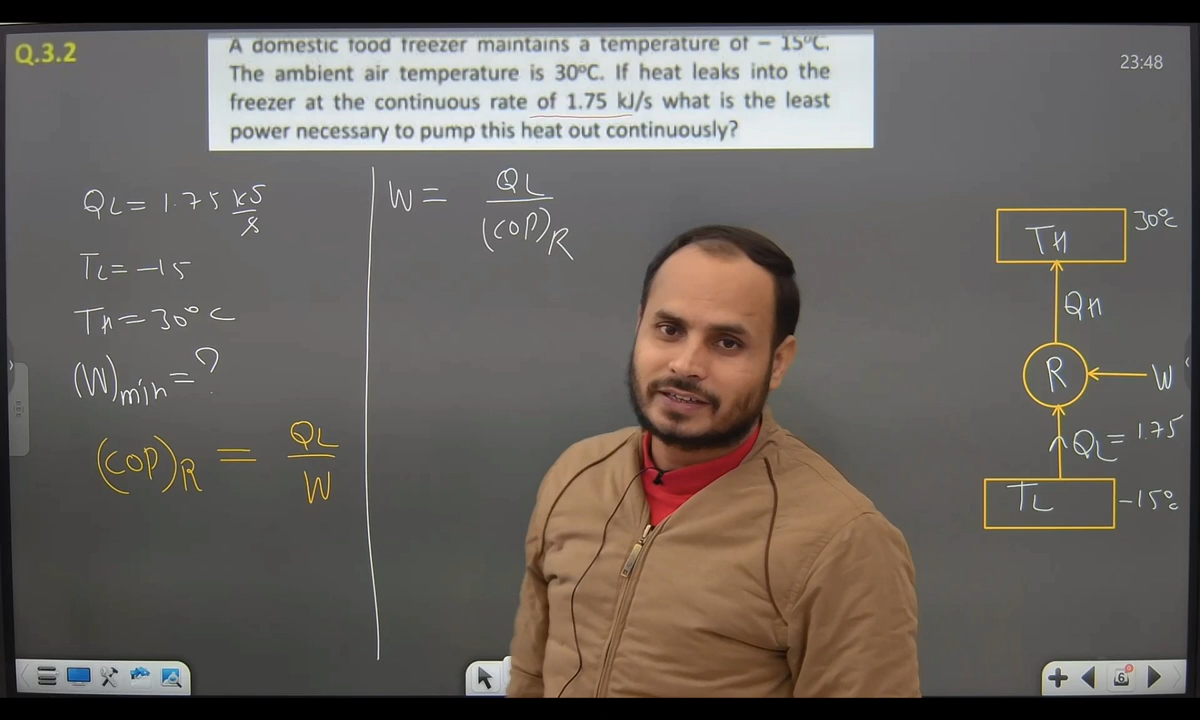 Q.3.2
A domestic food freezer maintains a temperature of – 15ºC.
The ambient air temperature is 30ºC. If heat leaks into the
freezer at the continuous rate of 1.75 kJ/s what is the least
power necessary to pump this heat out continuously?
23:48
QL = 1.75 kJ/s
TL = -15
TH = 30°C
(W)min = ?
(COP)R = QL/W
W = QL/(COP)R
TH 30°C
QH
R W
QL = 1.75
TL -15°C
6